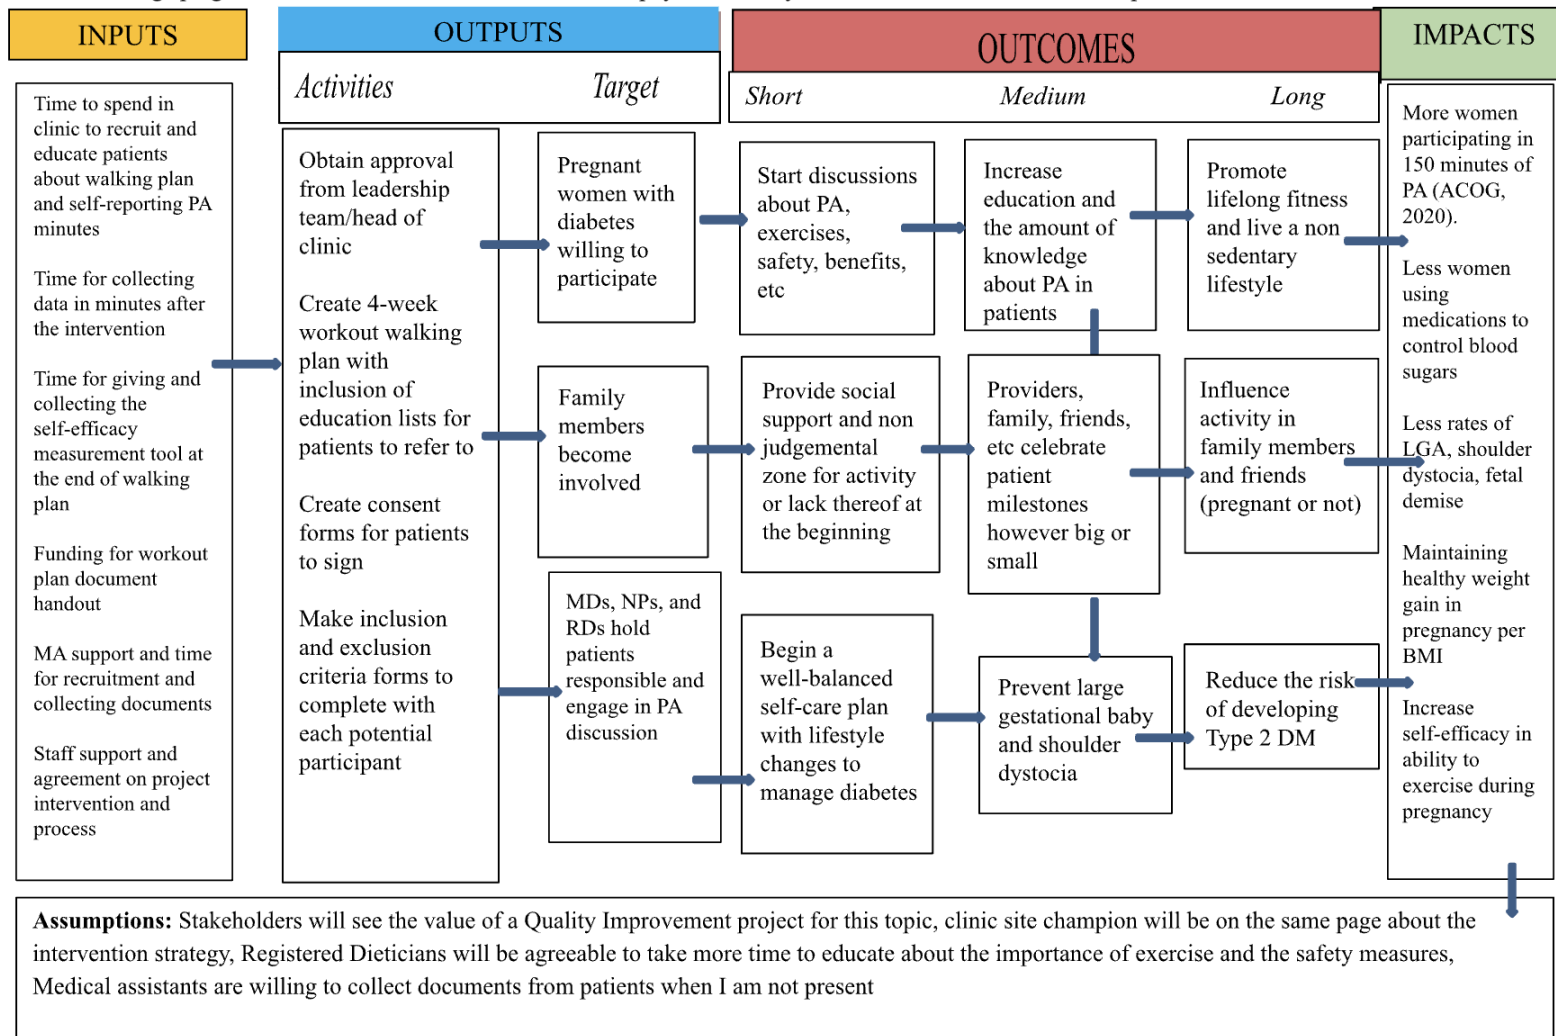 INPUTS
OUTPUTS
OUTCOMES
IMPACTS
Activities
Target
Short
Medium
Long
Time to spend in
clinic to recruit and
educate patients
about walking plan
and self-reporting PA
minutes
Time for collecting
data in minutes after
the intervention
Time for giving and
collecting the
self-efficacy
measurement tool at
the end of walking
plan
Funding for workout
plan document
handout
MA support and time
for recruitment and
collecting documents
Staff support and
agreement on project
intervention and
process
Obtain approval
from leadership
team/head of
clinic
Create 4-week
workout walking
plan with
inclusion of
education lists for
patients to refer to
Create consent
forms for patients
to sign
Make inclusion
and exclusion
criteria forms to
complete with
each potential
participant
Pregnant
women with
diabetes
willing to
participate
Family
members
become
involved
MDs, NPs, and
RDs hold
patients
responsible and
engage in PA
discussion
Start discussions
about PA,
exercises,
safety, benefits,
etc
Provide social
support and non
judgemental
zone for activity
or lack thereof at
the beginning
Begin a
well-balanced
self-care plan
with lifestyle
changes to
manage diabetes
Increase
education and
the amount of
knowledge
about PA in
patients
Providers,
family, friends,
etc celebrate
patient
milestones
however big or
small
Prevent large
gestational baby
and shoulder
dystocia
Promote
lifelong fitness
and live a non
sedentary
lifestyle
Influence
activity in
family members
and friends
(pregnant or not)
Reduce the risk
of developing
Type 2 DM
More women
participating in
150 minutes of
PA (ACOG,
2020).
Less women
using
medications to
control blood
sugars
Less rates of
LGA, shoulder
dystocia, fetal
demise
Maintaining
healthy weight
gain in
pregnancy per
BMI
Increase
self-efficacy in
ability to
exercise during
pregnancy
Assumptions: Stakeholders will see the value of a Quality Improvement project for this topic, clinic site champion will be on the same page about the
intervention strategy, Registered Dieticians will be agreeable to take more time to educate about the importance of exercise and the safety measures,
Medical assistants are willing to collect documents from patients when I am not present